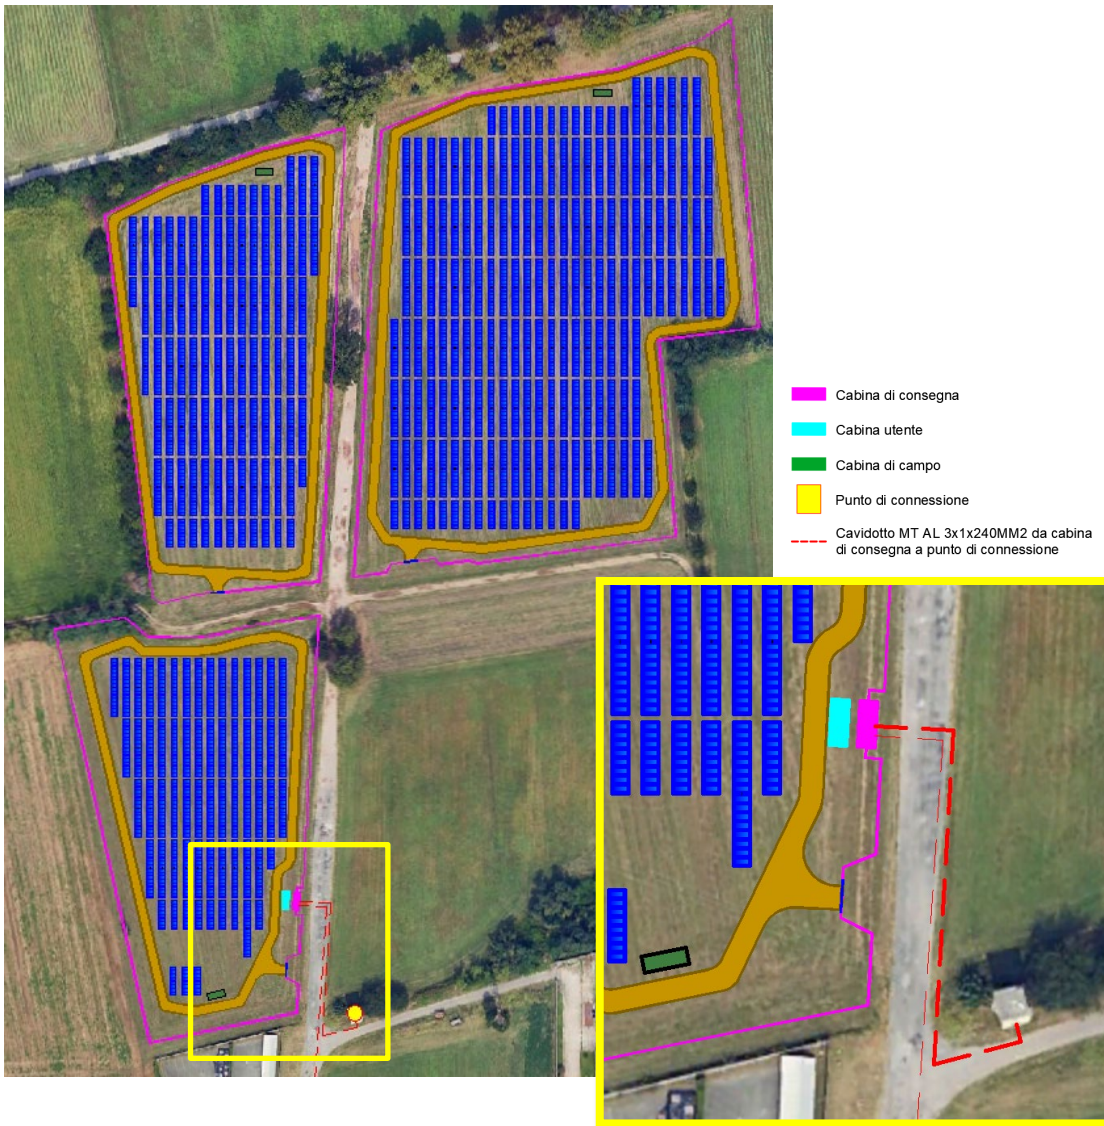 Cabina di consegna
Cabina utente
Cabina di campo
Punto di connessione
Cavidotto MT AL 3x1x240MM2 da cabina
di consegna a punto di connessione